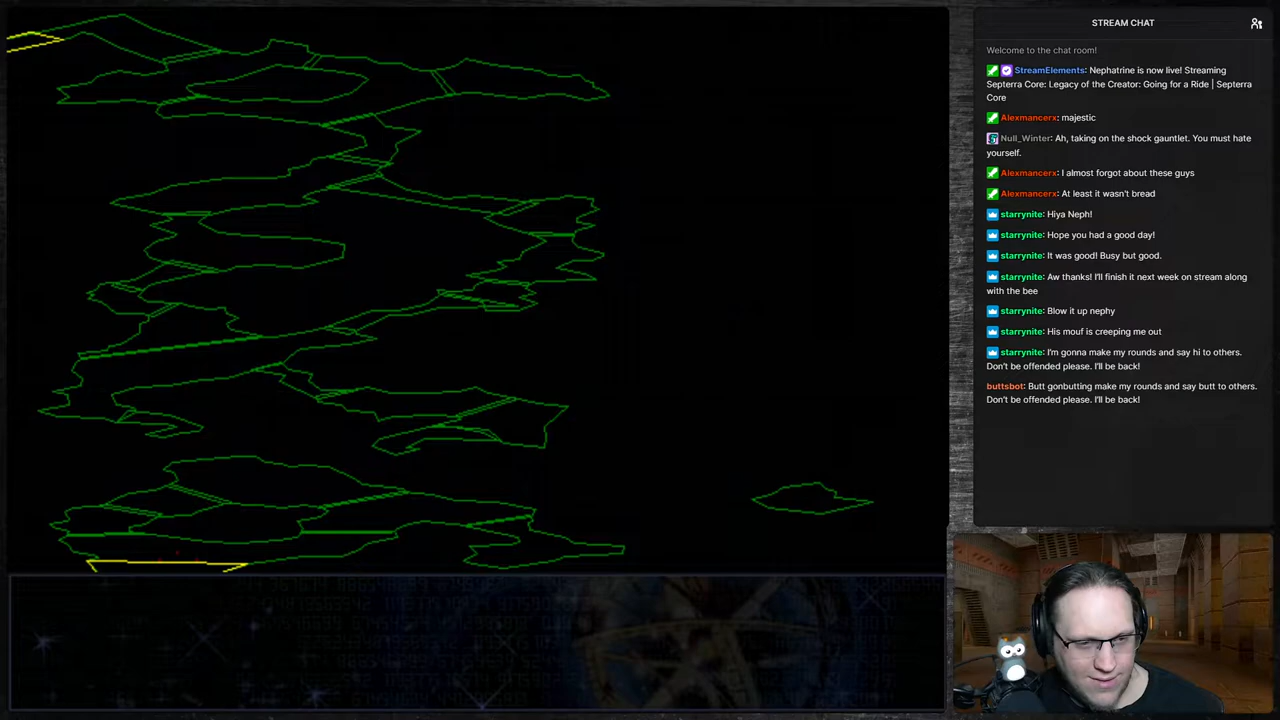 STREAM CHAT
Welcome to the chat room!
StreamElements: Nephatrine is now live! Streaming
Septerra Core: Legacy of the Creator: Going for a Ride | Septerra
Core
Alexmancerx: majestic
Null_Winter: Ah, taking on the shock gauntlet. You must hate
yourself.
Alexmancerx: I almost forgot about these guys
Alexmancerx: At least it wasn't bread
starrynite: Hiya Neph!
starrynite: Hope you had a good day!
starrynite: It was good! Busy but good.
starrynite: Aw thanks! I'll finish it next week on stream along
with the bee
starrynite: Blow it up nephy
starrynite: His mouf is creeping me out
starrynite: I'm gonna make my rounds and say hi to others.
Don't be offended please. I'll be back!
buttsbot: Butt gonbutting make my rounds and say butt to others.
Don't be offended please. I'll be back!